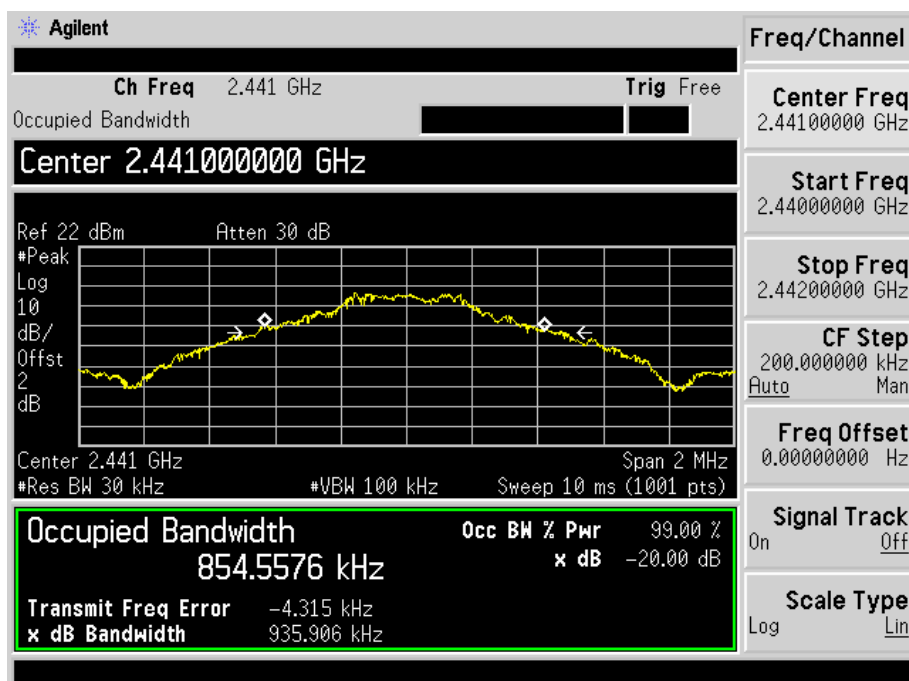 Agilent
Freq/Channel
Ch Freq 2.441 GHz Trig Free
Occupied Bandwidth
Center 2.441000000 GHz
Ref 22 dBm Atten 30 dB
#Peak
Log
10
dB/
Offst
2
dB
Center 2.441 GHz Span 2 MHz
#Res BW 30 kHz #VBW 100 kHz Sweep 10 ms (1001 pts)
Occupied Bandwidth
854.5576 kHz
Occ BW % Pwr 99.00 %
x dB -20.00 dB
Transmit Freq Error -4.315 kHz
x dB Bandwidth 935.906 kHz
Center Freq
2.44100000 GHz
Start Freq
2.44000000 GHz
Stop Freq
2.44200000 GHz
CF Step
200.000000 kHz
Auto Man
Freq Offset
0.00000000 Hz
Signal Track
On Off
Scale Type
Log Lin